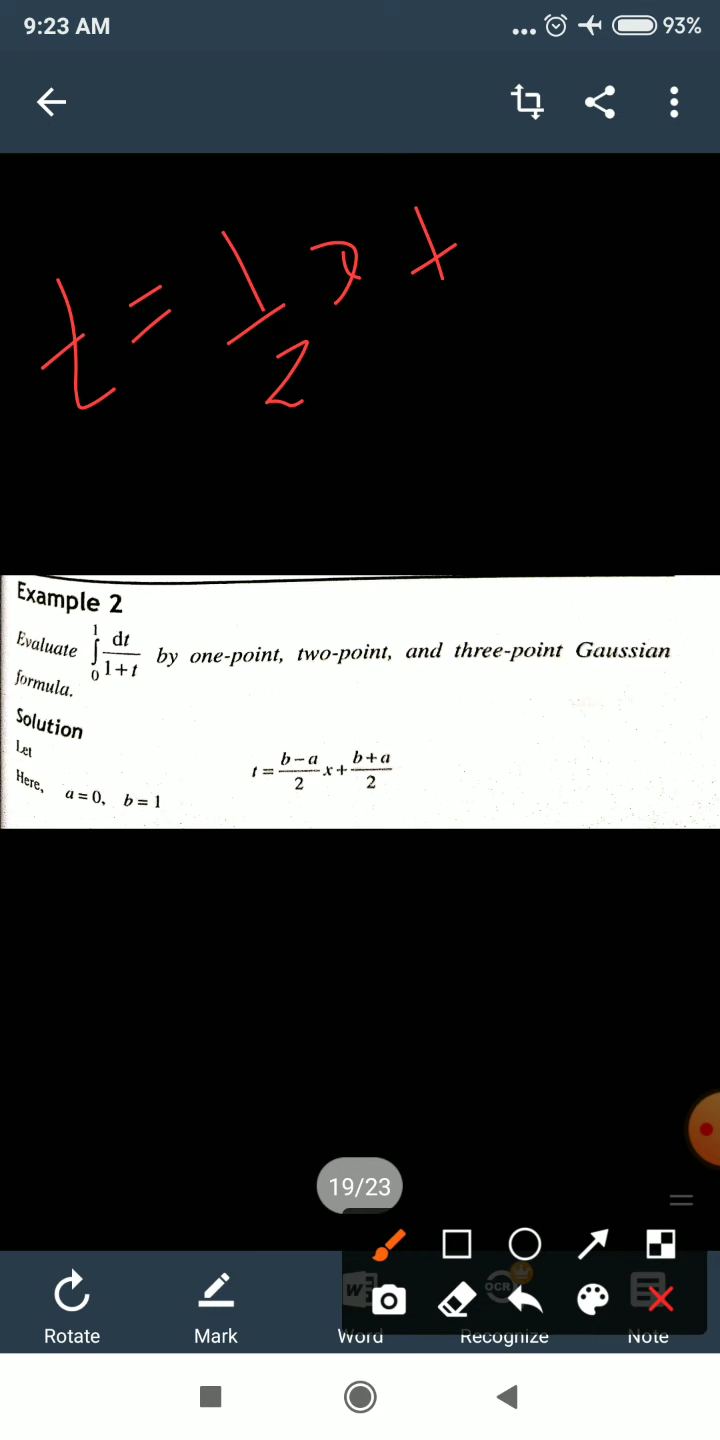 9:23 AM
93%
t = 1/2 x +
Example 2
Evaluate ∫₀¹ dt/(1+t) by one-point, two-point, and three-point Gaussian
formula.
Solution
Let
t = (b−a)/2 x + (b+a)/2
Here, a = 0, b = 1
19/23
W
OCR
Rotate
Mark
Word
Recognize
Note